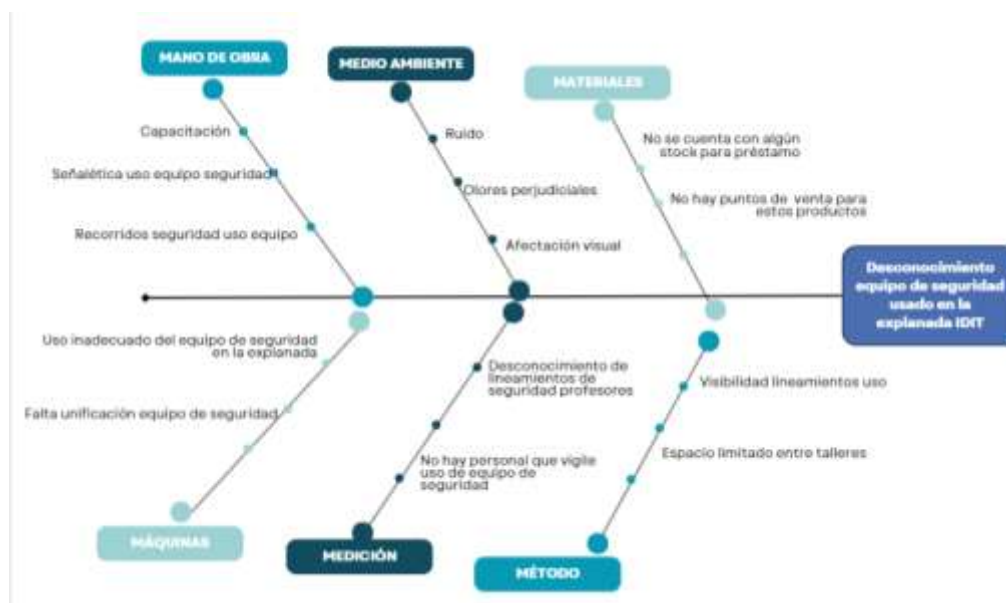 MANO DE OBRA
MEDIO AMBIENTE
MATERIALES
Capacitación
Señalética uso equipo seguridad
Recorridos seguridad uso equipo
Ruido
Olores perjudiciales
Afectación visual
No se cuenta con algún
stock para préstamo
No hay puntos de venta para
estos productos
Desconocimiento
equipo de seguridad
usado en la
explanada IDIT
Uso inadecuado del equipo de seguridad
en la explanada
Falta unificación equipo de seguridad
Desconocimiento de
lineamientos de
seguridad profesores
No hay personal que vigile
uso de equipo de
seguridad
Visibilidad lineamientos uso
Espacio limitado entre talleres
MÁQUINAS
MEDICIÓN
MÉTODO